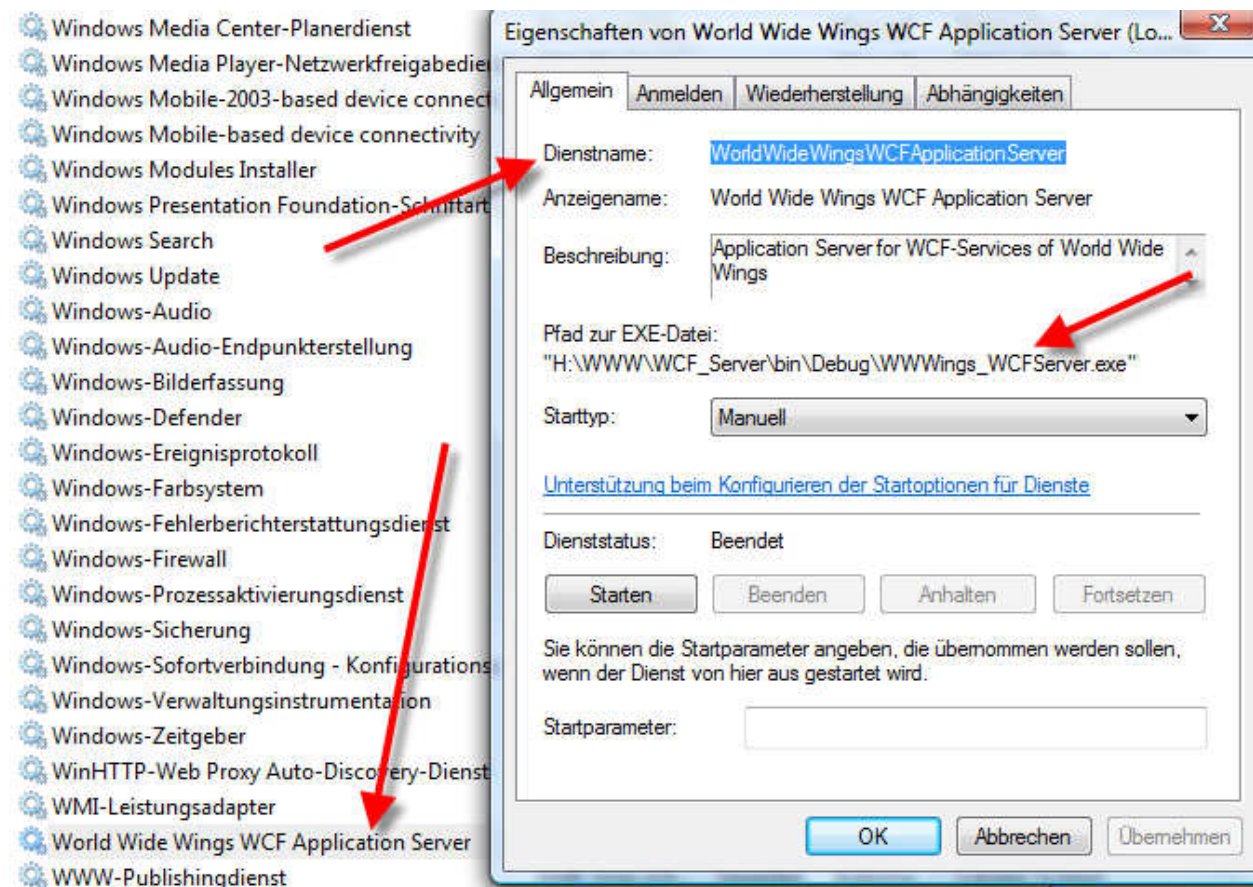 Windows Media Center-Planerdienst
Windows Media Player-Netzwerkfreigabedie
Windows Mobile-2003-based device connect
Windows Mobile-based device connectivity
Windows Modules Installer
Windows Presentation Foundation-Schriftart
Windows Search
Windows Update
Windows-Audio
Windows-Audio-Endpunkterstellung
Windows-Bilderfassung
Windows-Defender
Windows-Ereignisprotokoll
Windows-Farbsystem
Windows-Fehlerberichterstattungsdienst
Windows-Firewall
Windows-Prozessaktivierungsdienst
Windows-Sicherung
Windows-Sofortverbindung - Konfigurations
Windows-Verwaltungsinstrumentation
Windows-Zeitgeber
WinHTTP-Web Proxy Auto-Discovery-Dienst
WMI-Leistungsadapter
World Wide Wings WCF Application Server
WWW-Publishingdienst
Eigenschaften von World Wide Wings WCF Application Server (Lo...
Allgemein Anmelden Wiederherstellung Abhängigkeiten
Dienstname: WorldWideWingsWCFApplicationServer
Anzeigename: World Wide Wings WCF Application Server
Beschreibung: Application Server for WCF-Services of World Wide
Wings
Pfad zur EXE-Datei:
"H:\WWW\WCF_Server\bin\Debug\WWWings_WCFServer.exe"
Starttyp: Manuell
Unterstützung beim Konfigurieren der Startoptionen für Dienste
Dienststatus: Beendet
Starten Beenden Anhalten Fortsetzen
Sie können die Startparameter angeben, die übernommen werden sollen,
wenn der Dienst von hier aus gestartet wird.
Startparameter:
OK Abbrechen Übernehmen